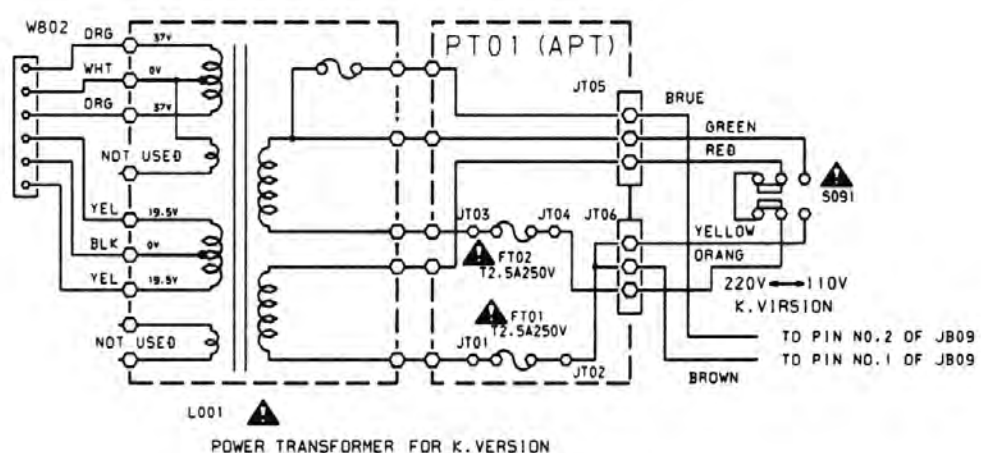 W802
ORG
37V
WHT
0V
ORG
37V
NOT USED
YEL
19.5V
BLK
0V
YEL
19.5V
NOT USED
L001
POWER TRANSFORMER FOR K.VERSION
PT01 (APT)
JT05
BRUE
GREEN
RED
S091
JT03
JT04
JT06
FT02
T2.5A250V
YELLOW
ORANG
FT01
T2.5A250V
220V 110V
K.VIRSION
JT01
JT02
TO PIN NO.2 OF JB09
TO PIN NO.1 OF JB09
BROWN